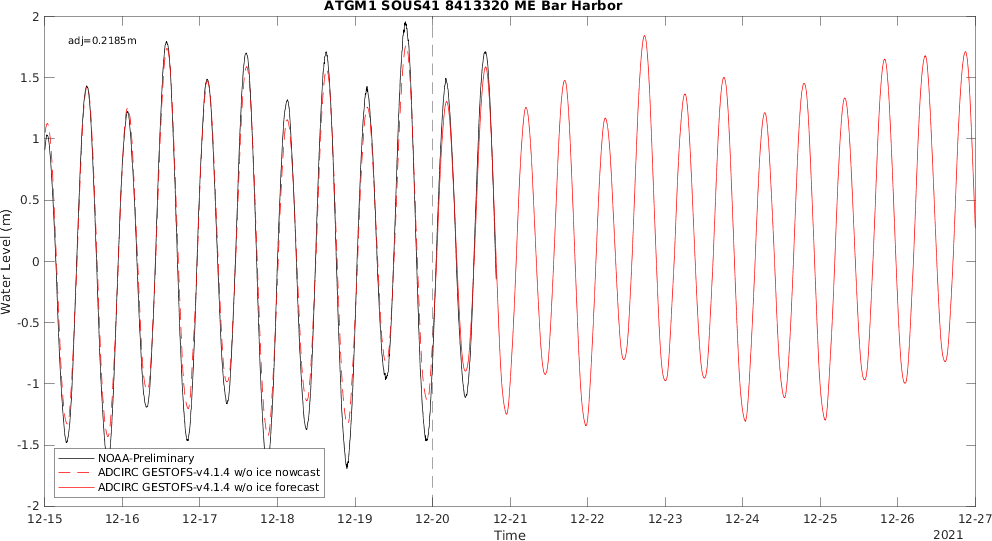 ATGM1 SOUS41 8413320 ME Bar Harbor
adj=0.2185m
Water Level (m)
2
1.5
1
0.5
0
-0.5
-1
-1.5
-2
NOAA-Preliminary
ADCIRC GESTOFS-v4.1.4 w/o ice nowcast
ADCIRC GESTOFS-v4.1.4 w/o ice forecast
12-15 12-16 12-17 12-18 12-19 12-20 12-21 12-22 12-23 12-24 12-25 12-26 12-27
Time
2021